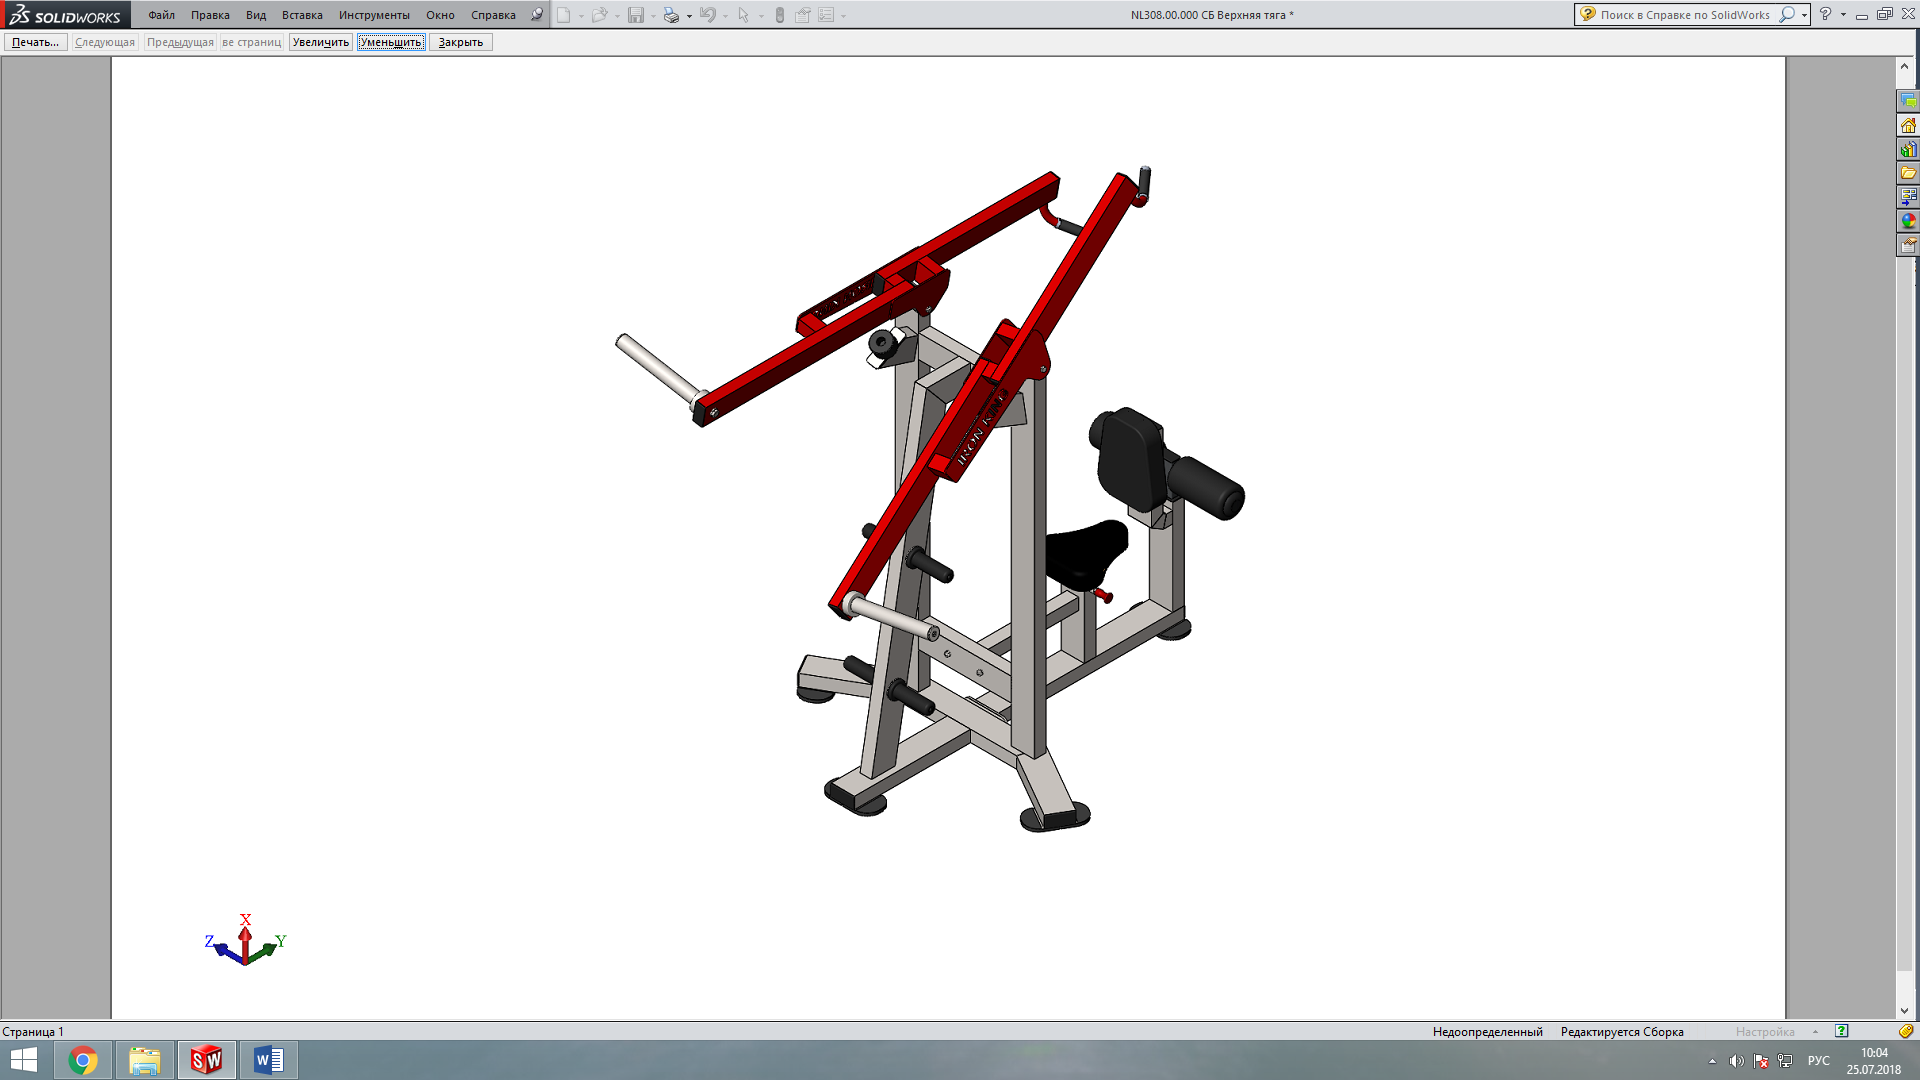 SOLIDWORKS Файл Правка Вид Вставка Инструменты Окно Справка NL308.00.000 СБ Верхняя тяга * Поиск в Справке по SolidWorks
Печать... Следующая Предыдущая ве страниц Увеличить Уменьшить Закрыть
IRON KING
X
Z Y
Страница 1 Недоопределенный Редактируется Сборка Настройка
РУС 10:04
25.07.2018